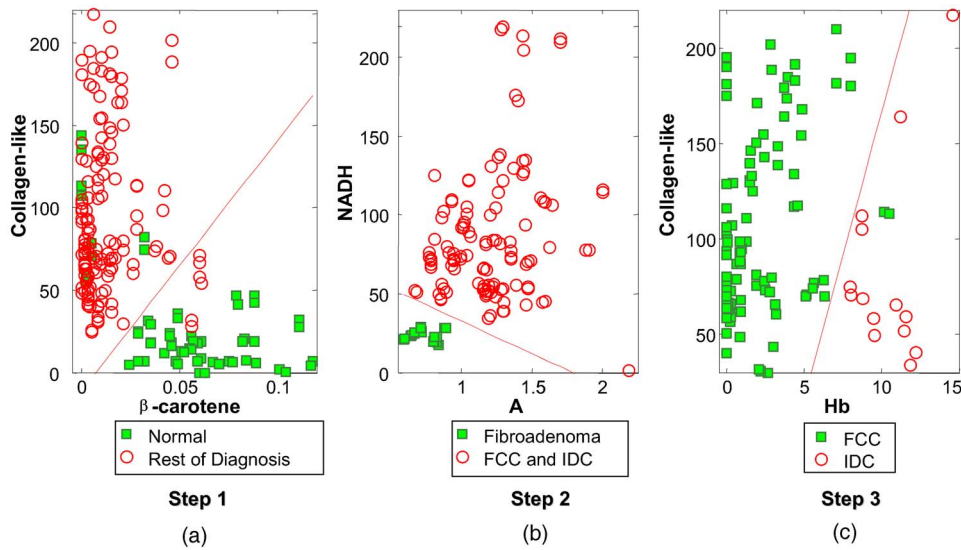 200
150
100
50
0
Collagen-like
0
0.05
0.1
β-carotene
Normal
Rest of Diagnosis
Step 1
(a)
200
150
100
50
0
NADH
1
1.5
2
A
Fibroadenoma
FCC and IDC
Step 2
(b)
200
150
100
50
Collagen-like
0
5
10
15
Hb
FCC
IDC
Step 3
(c)